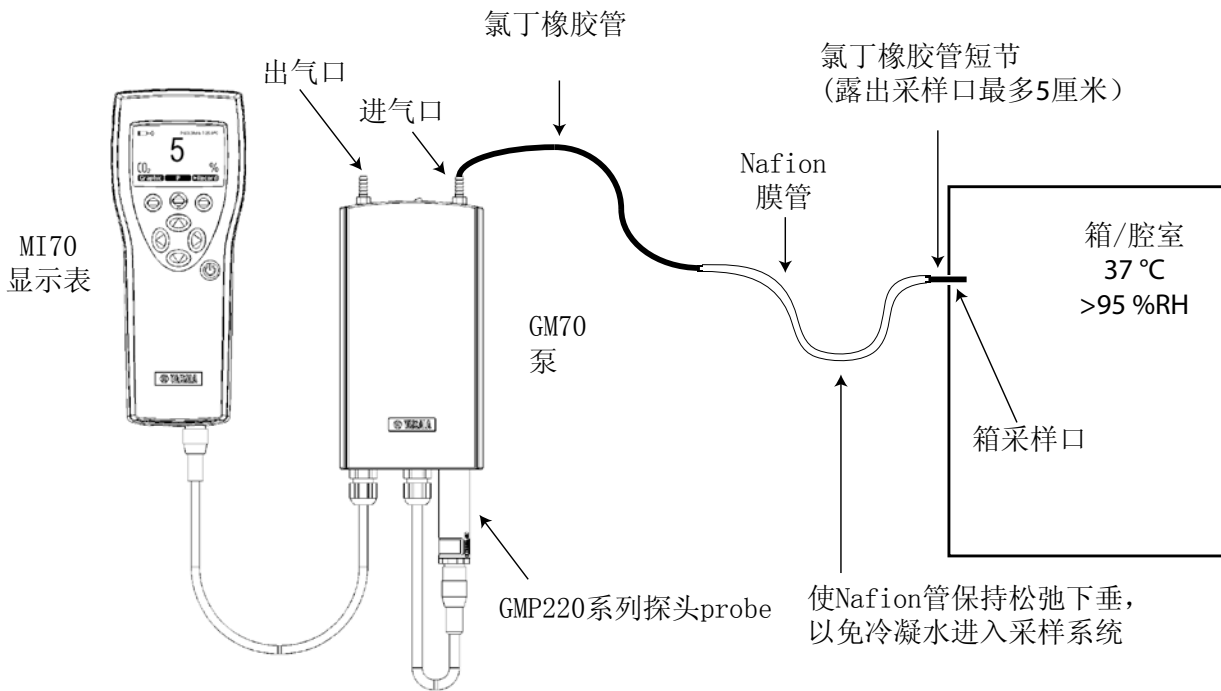 氯丁橡胶管
氯丁橡胶管短节
(露出采样口最多5厘米)
出气口
进气口
Nafion
膜管
5
CO₂ %
Graphic
Record
MI70
显示表
箱/腔室
37 °C
>95 %RH
GM70
泵
箱采样口
VAISALA
VAISALA
GMP220系列探头probe
使Nafion管保持松弛下垂,
以免冷凝水进入采样系统